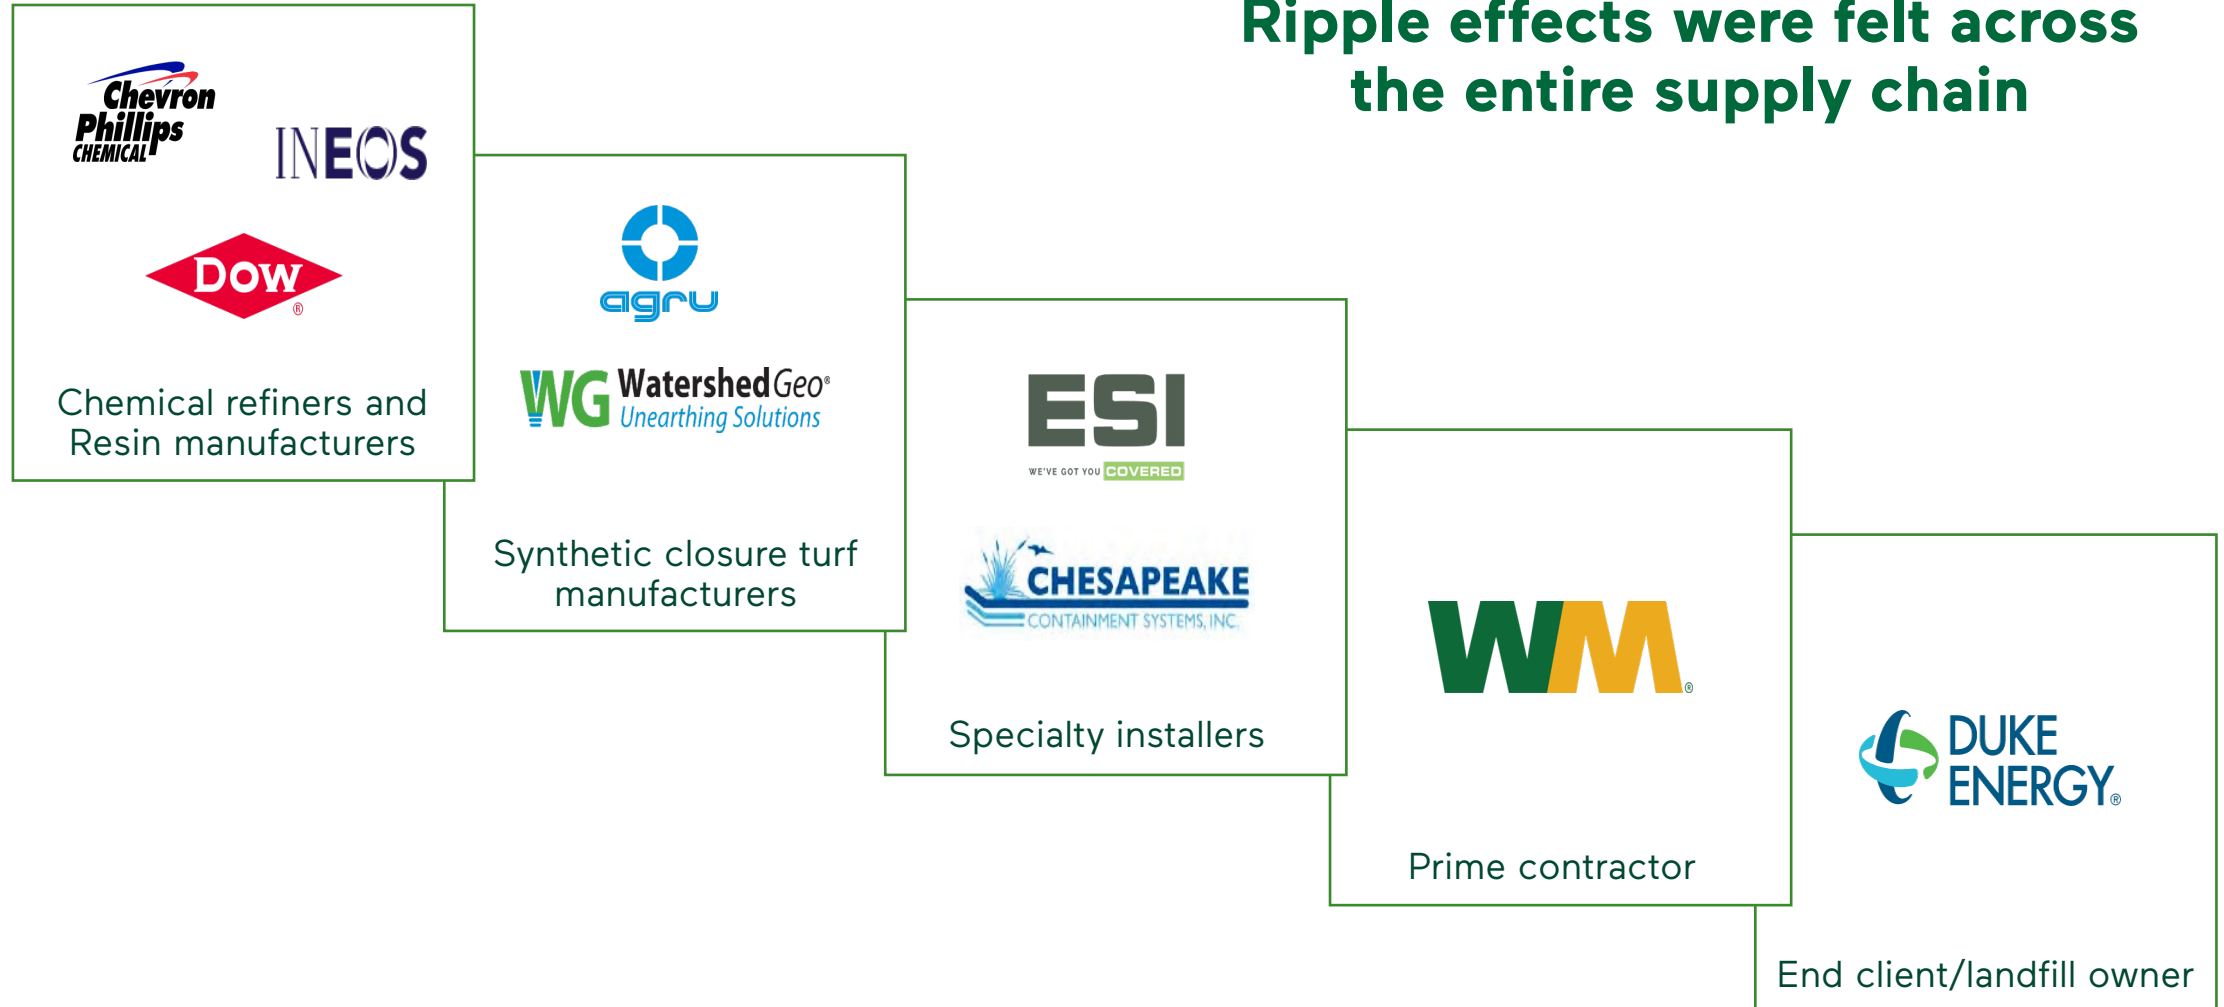 Ripple effects were felt across
the entire supply chain
Chevron
Phillips
CHEMICAL
INEOS
Dow
®
Chemical refiners and
Resin manufacturers
agru
WG WatershedGeo®
Unearthing Solutions
Synthetic closure turf
manufacturers
ESI
WE'VE GOT YOU COVERED
CHESAPEAKE
CONTAINMENT SYSTEMS, INC.
Specialty installers
WM®
Prime contractor
DUKE
ENERGY®
End client/landfill owner